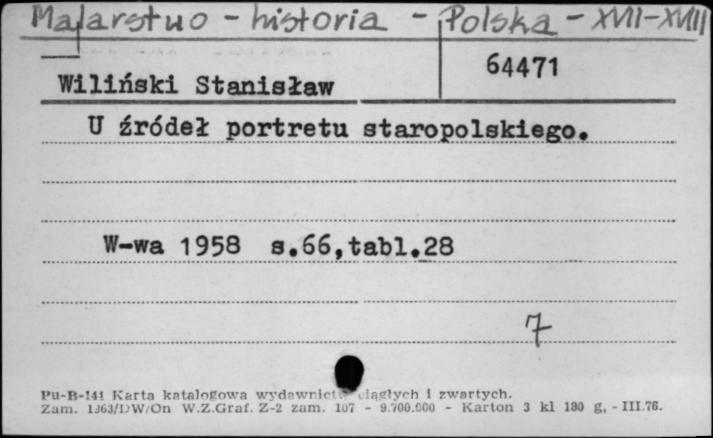 Malarstwo - historia - Polska - XVII-XVIII
64471
Wiliński Stanisław
U źródeł portretu staropolskiego.
W-wa 1958 s.66,tabl.28
7
Pu-B-141 Karta katalogowa wydawnictw ciągłych i zwartych.
Zam. 1363/DW/On W.Z.Graf. Z-2 zam. 107 - 9.700.000 - Karton 3 kl 180 g, - III.76.